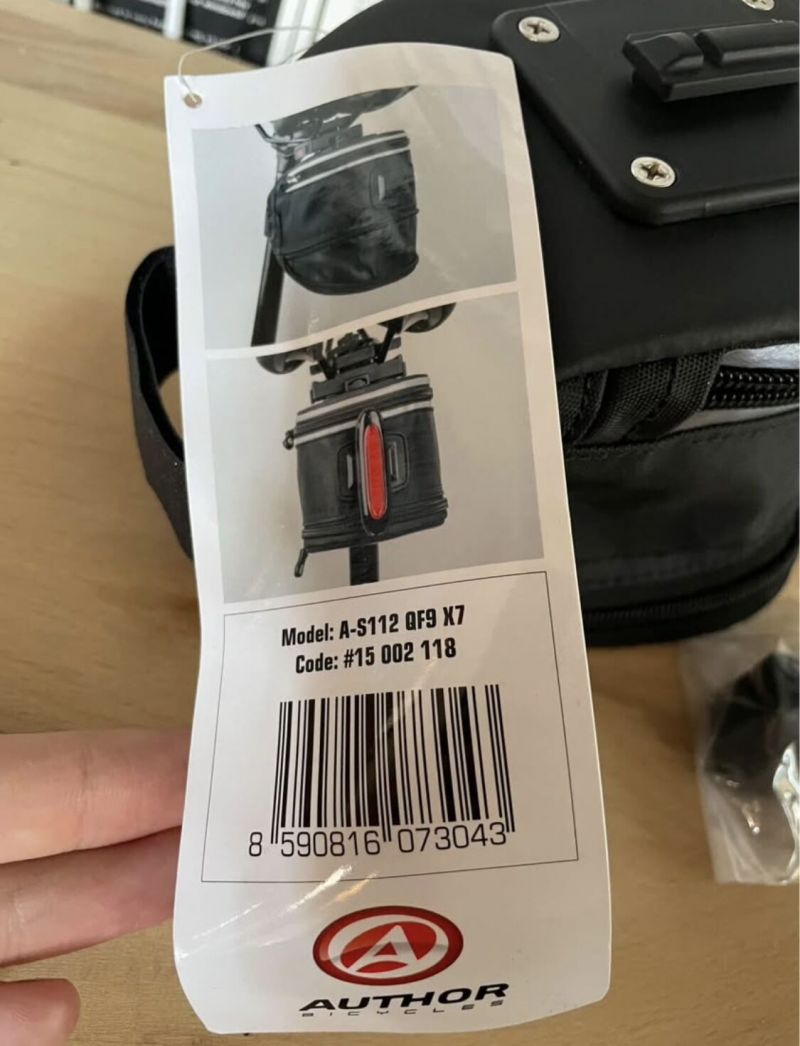 Model: A-S112 QF9 X7
Code: #15 002 118
8 590816 073043
AUTHOR
BICYCLES